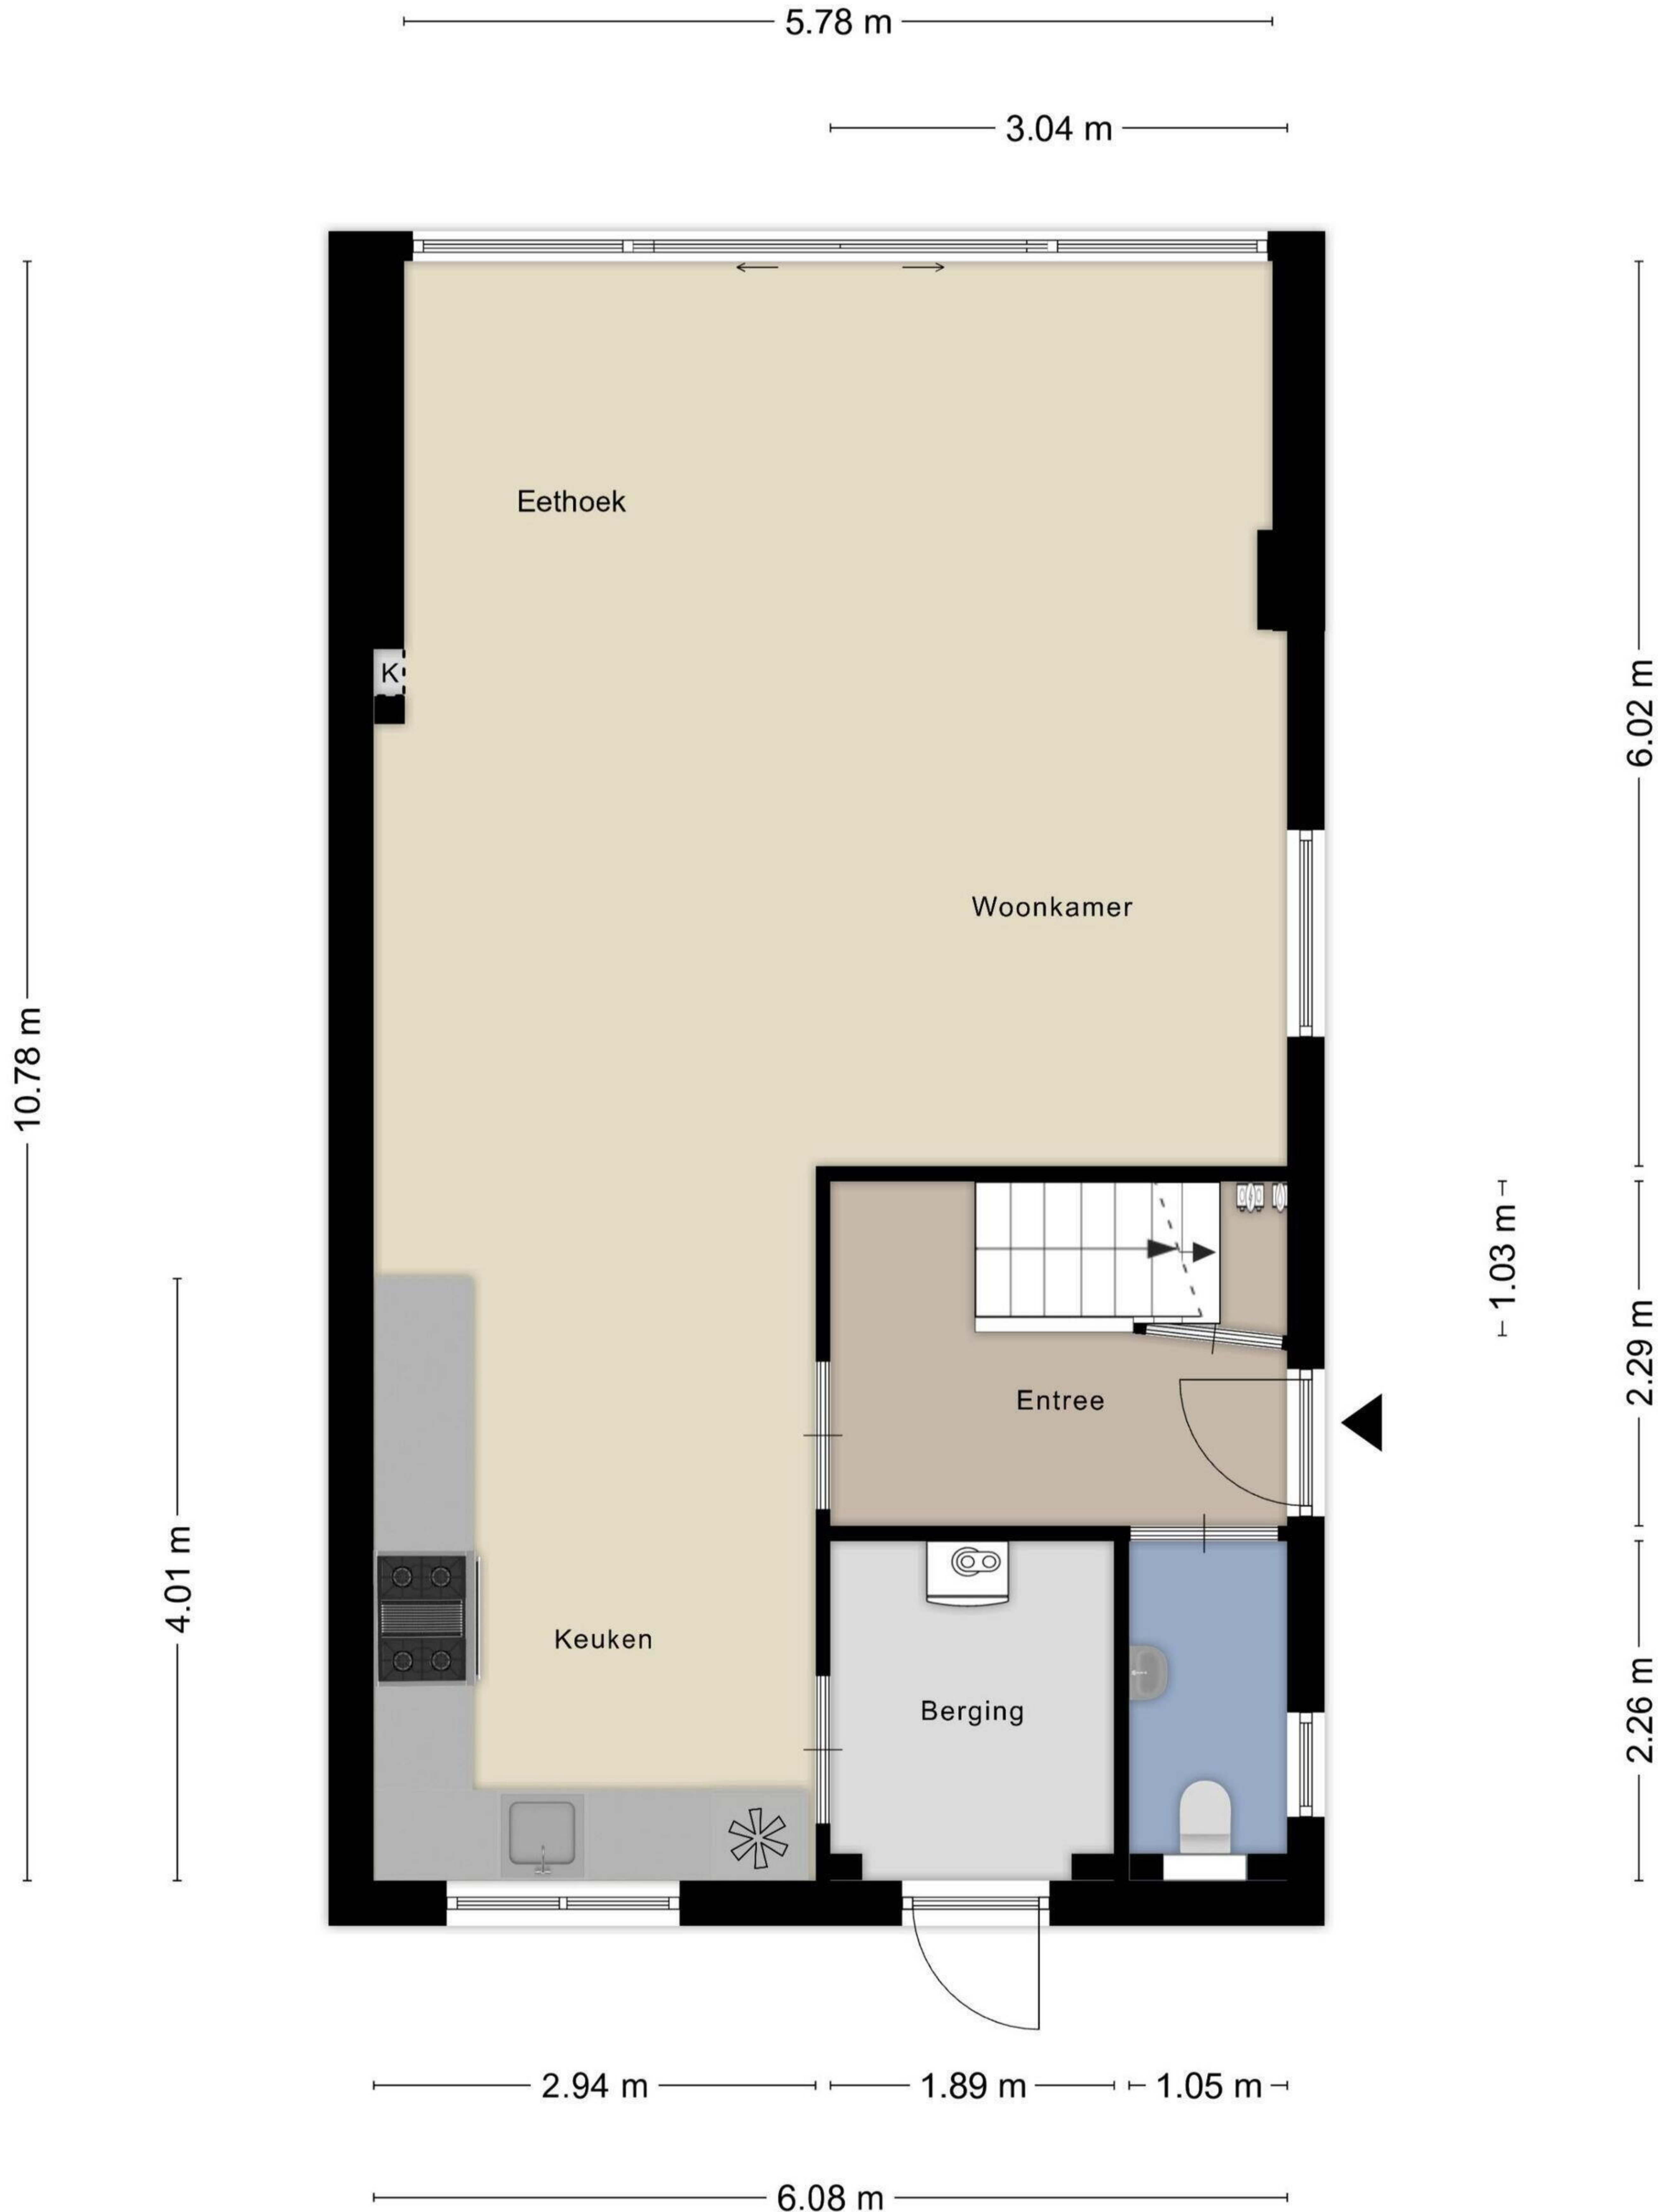 5.78 m
3.04 m
Eethoek
K
6.02 m
Woonkamer
10.78 m
1.03 m
2.29 m
Entree
4.01 m
Keuken
2.26 m
Berging
2.94 m
1.89 m
1.05 m
6.08 m